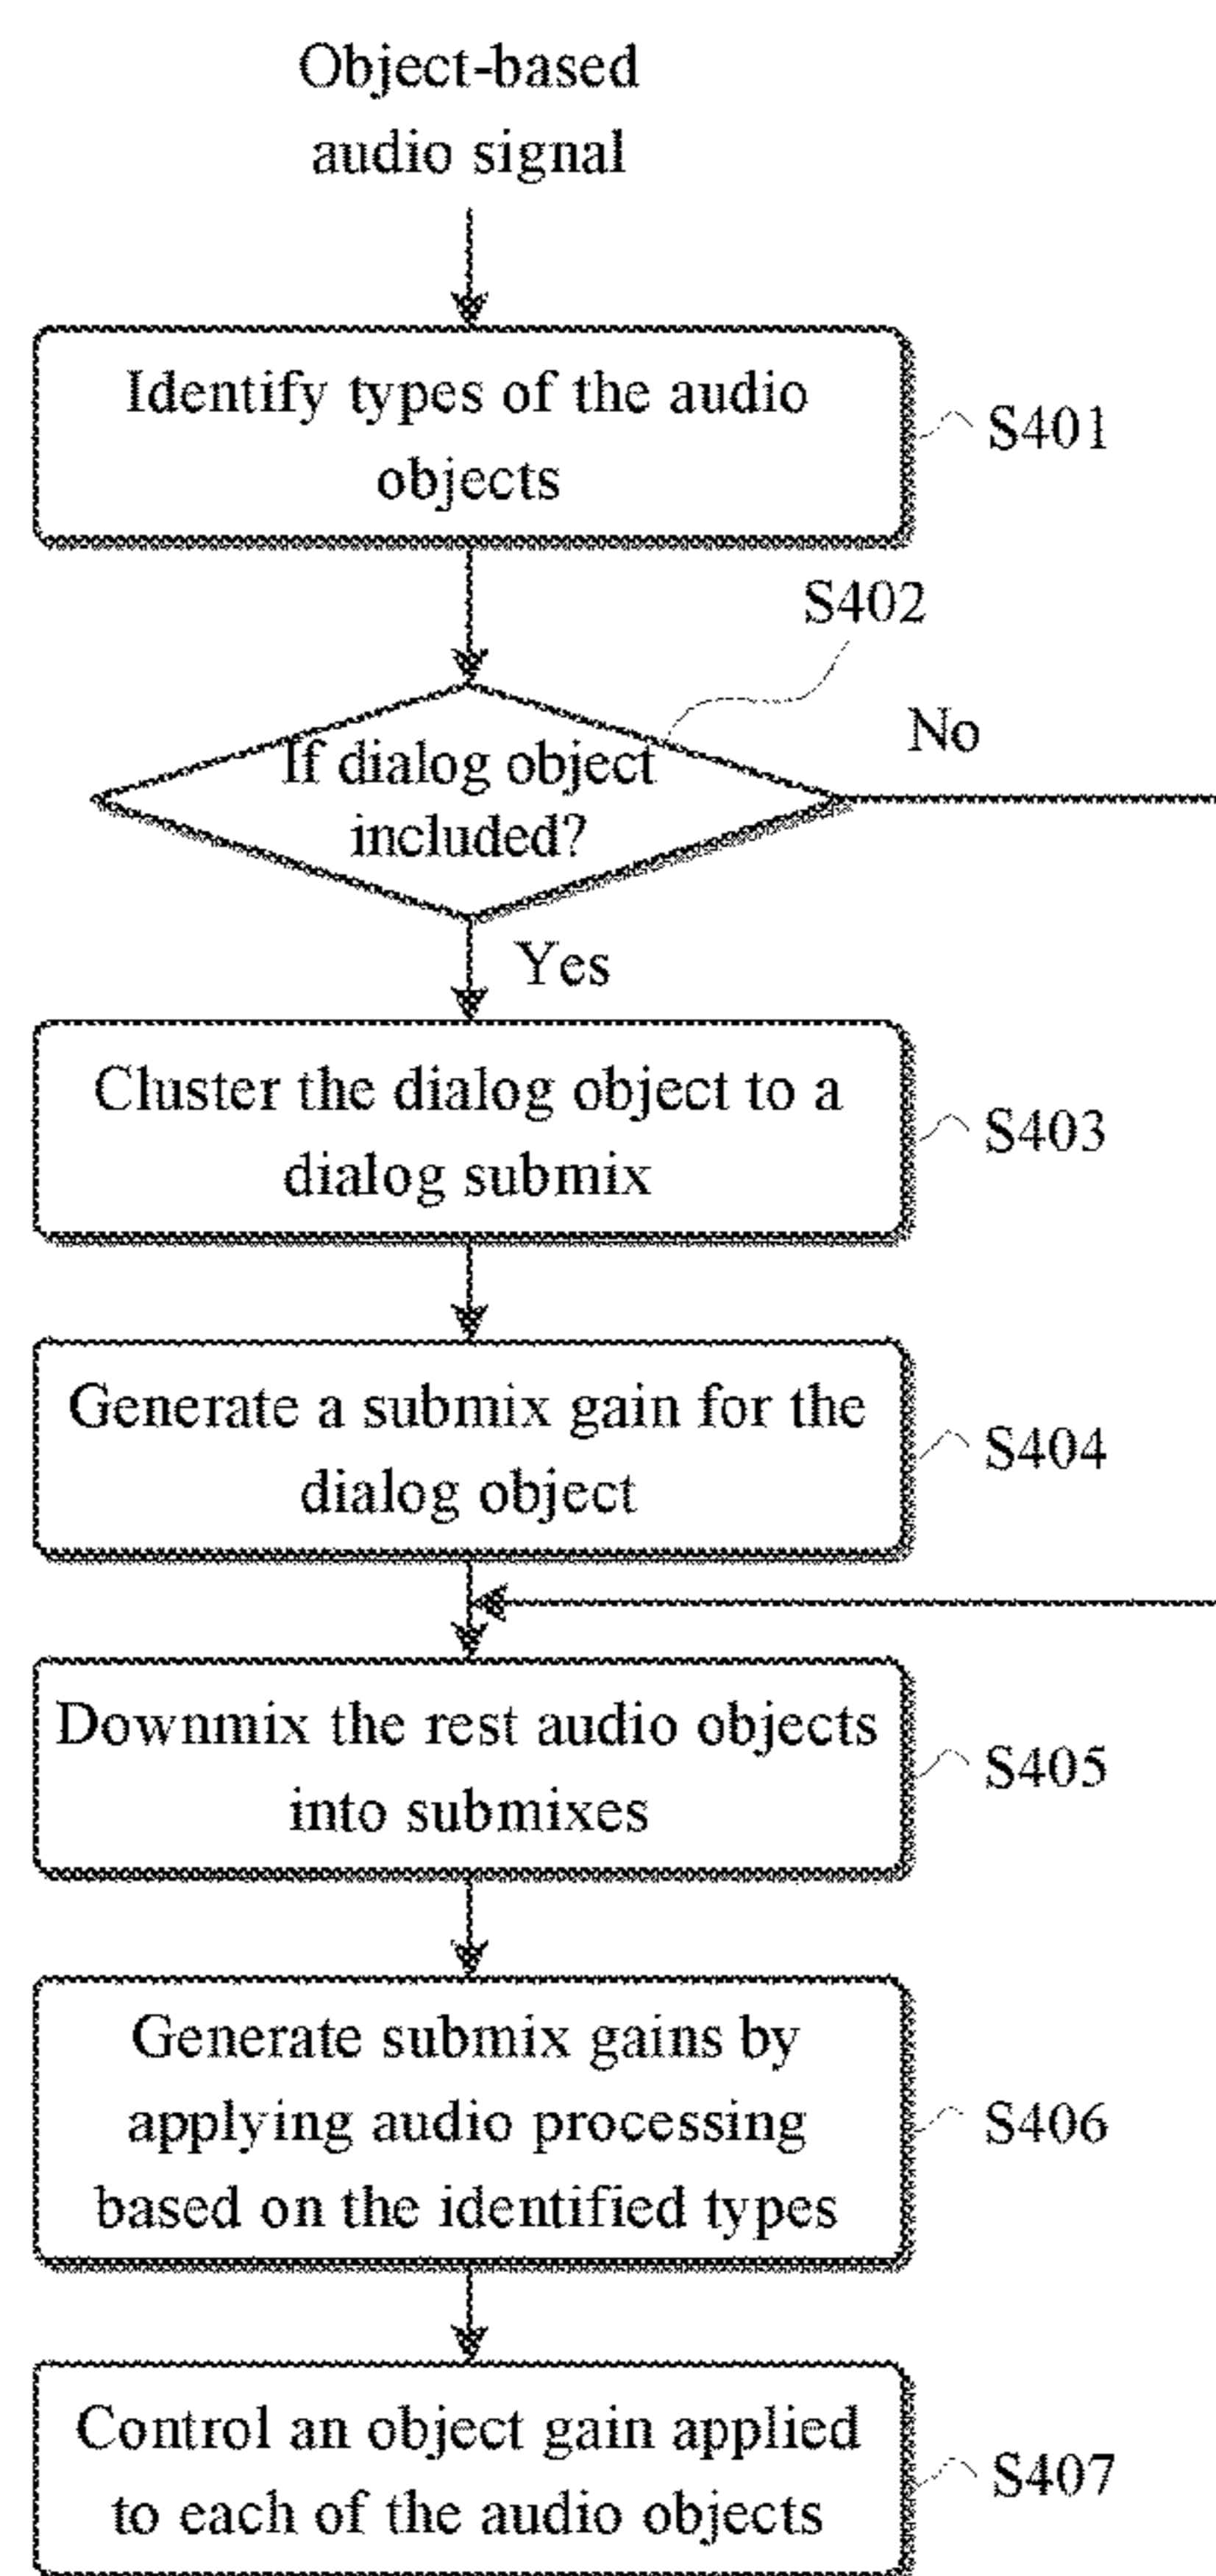 Object-based
audio signal
Identify types of the audio
objects
S401
S402
If dialog object
included?
No
Yes
Cluster the dialog object to a
dialog submix
S403
Generate a submix gain for the
dialog object
S404
Downmix the rest audio objects
into submixes
S405
Generate submix gains by
applying audio processing
based on the identified types
S406
Control an object gain applied
to each of the audio objects
S407